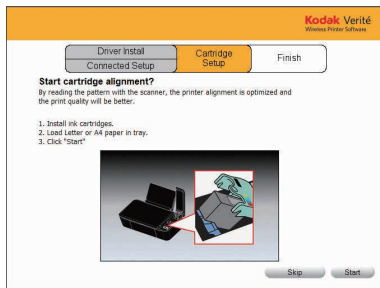 Kodak Verité
Wireless Printer Software
Driver Install
Connected Setup
Cartridge
Setup
Finish
Start cartridge alignment?
By reading the pattern with the scanner, the printer alignment is optimized and
the print quality will be better.
1. Install ink cartridges.
2. Load Letter or A4 paper in tray.
3. Click "Start"
Skip
Start